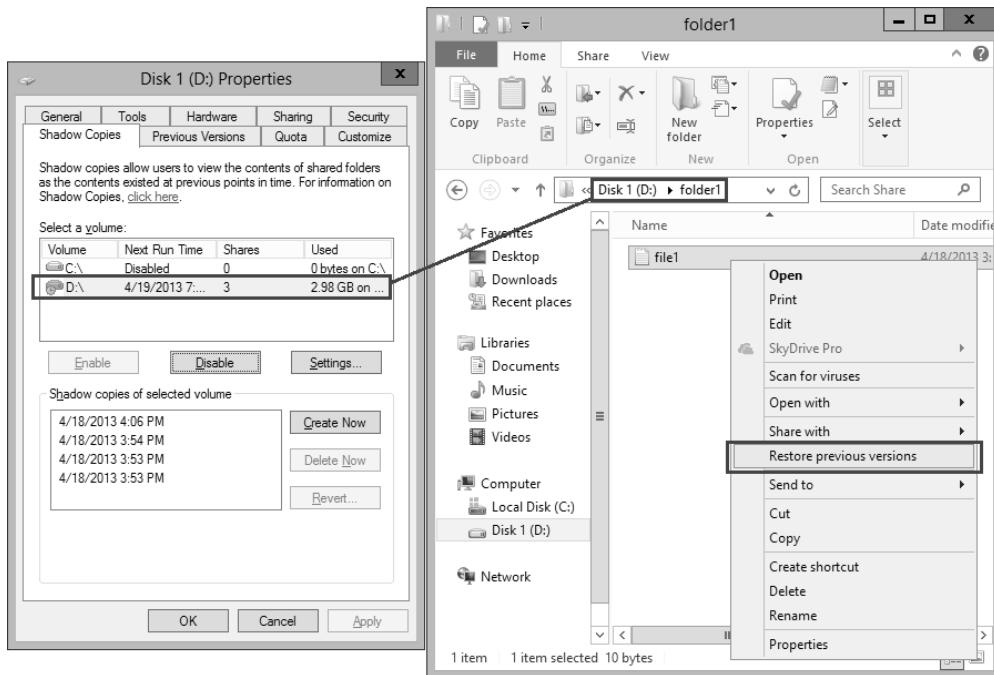 Disk 1 (D:) Properties
x
General Tools Hardware Sharing Security
Shadow Copies Previous Versions Quota Customize
Shadow copies allow users to view the contents of shared folders
as the contents existed at previous points in time. For information on
Shadow Copies, click here.
Select a volume:
Volume Next Run Time Shares Used
C:\ Disabled 0 0 bytes on C:\
D:\ 4/19/2013 7:... 3 2.98 GB on ...
Enable Disable Settings...
Shadow copies of selected volume
4/18/2013 4:06 PM
4/18/2013 3:54 PM
4/18/2013 3:53 PM
4/18/2013 3:53 PM
Create Now
Delete Now
Revert...
OK Cancel Apply
folder1
x
File Home Share View
Copy Paste New folder Properties Select
Clipboard Organize New Open
« Disk 1 (D:) folder1
Search Share
Favorites
Desktop
Downloads
Recent places
Libraries
Documents
Music
Pictures
Videos
Computer
Local Disk (C:)
Disk 1 (D:)
Network
Name Date modifie
file1 4/18/2013 3:
Open
Print
Edit
SkyDrive Pro
Scan for viruses
Open with
Share with
Restore previous versions
Send to
Cut
Copy
Create shortcut
Delete
Rename
Properties
1 item 1 item selected 10 bytes